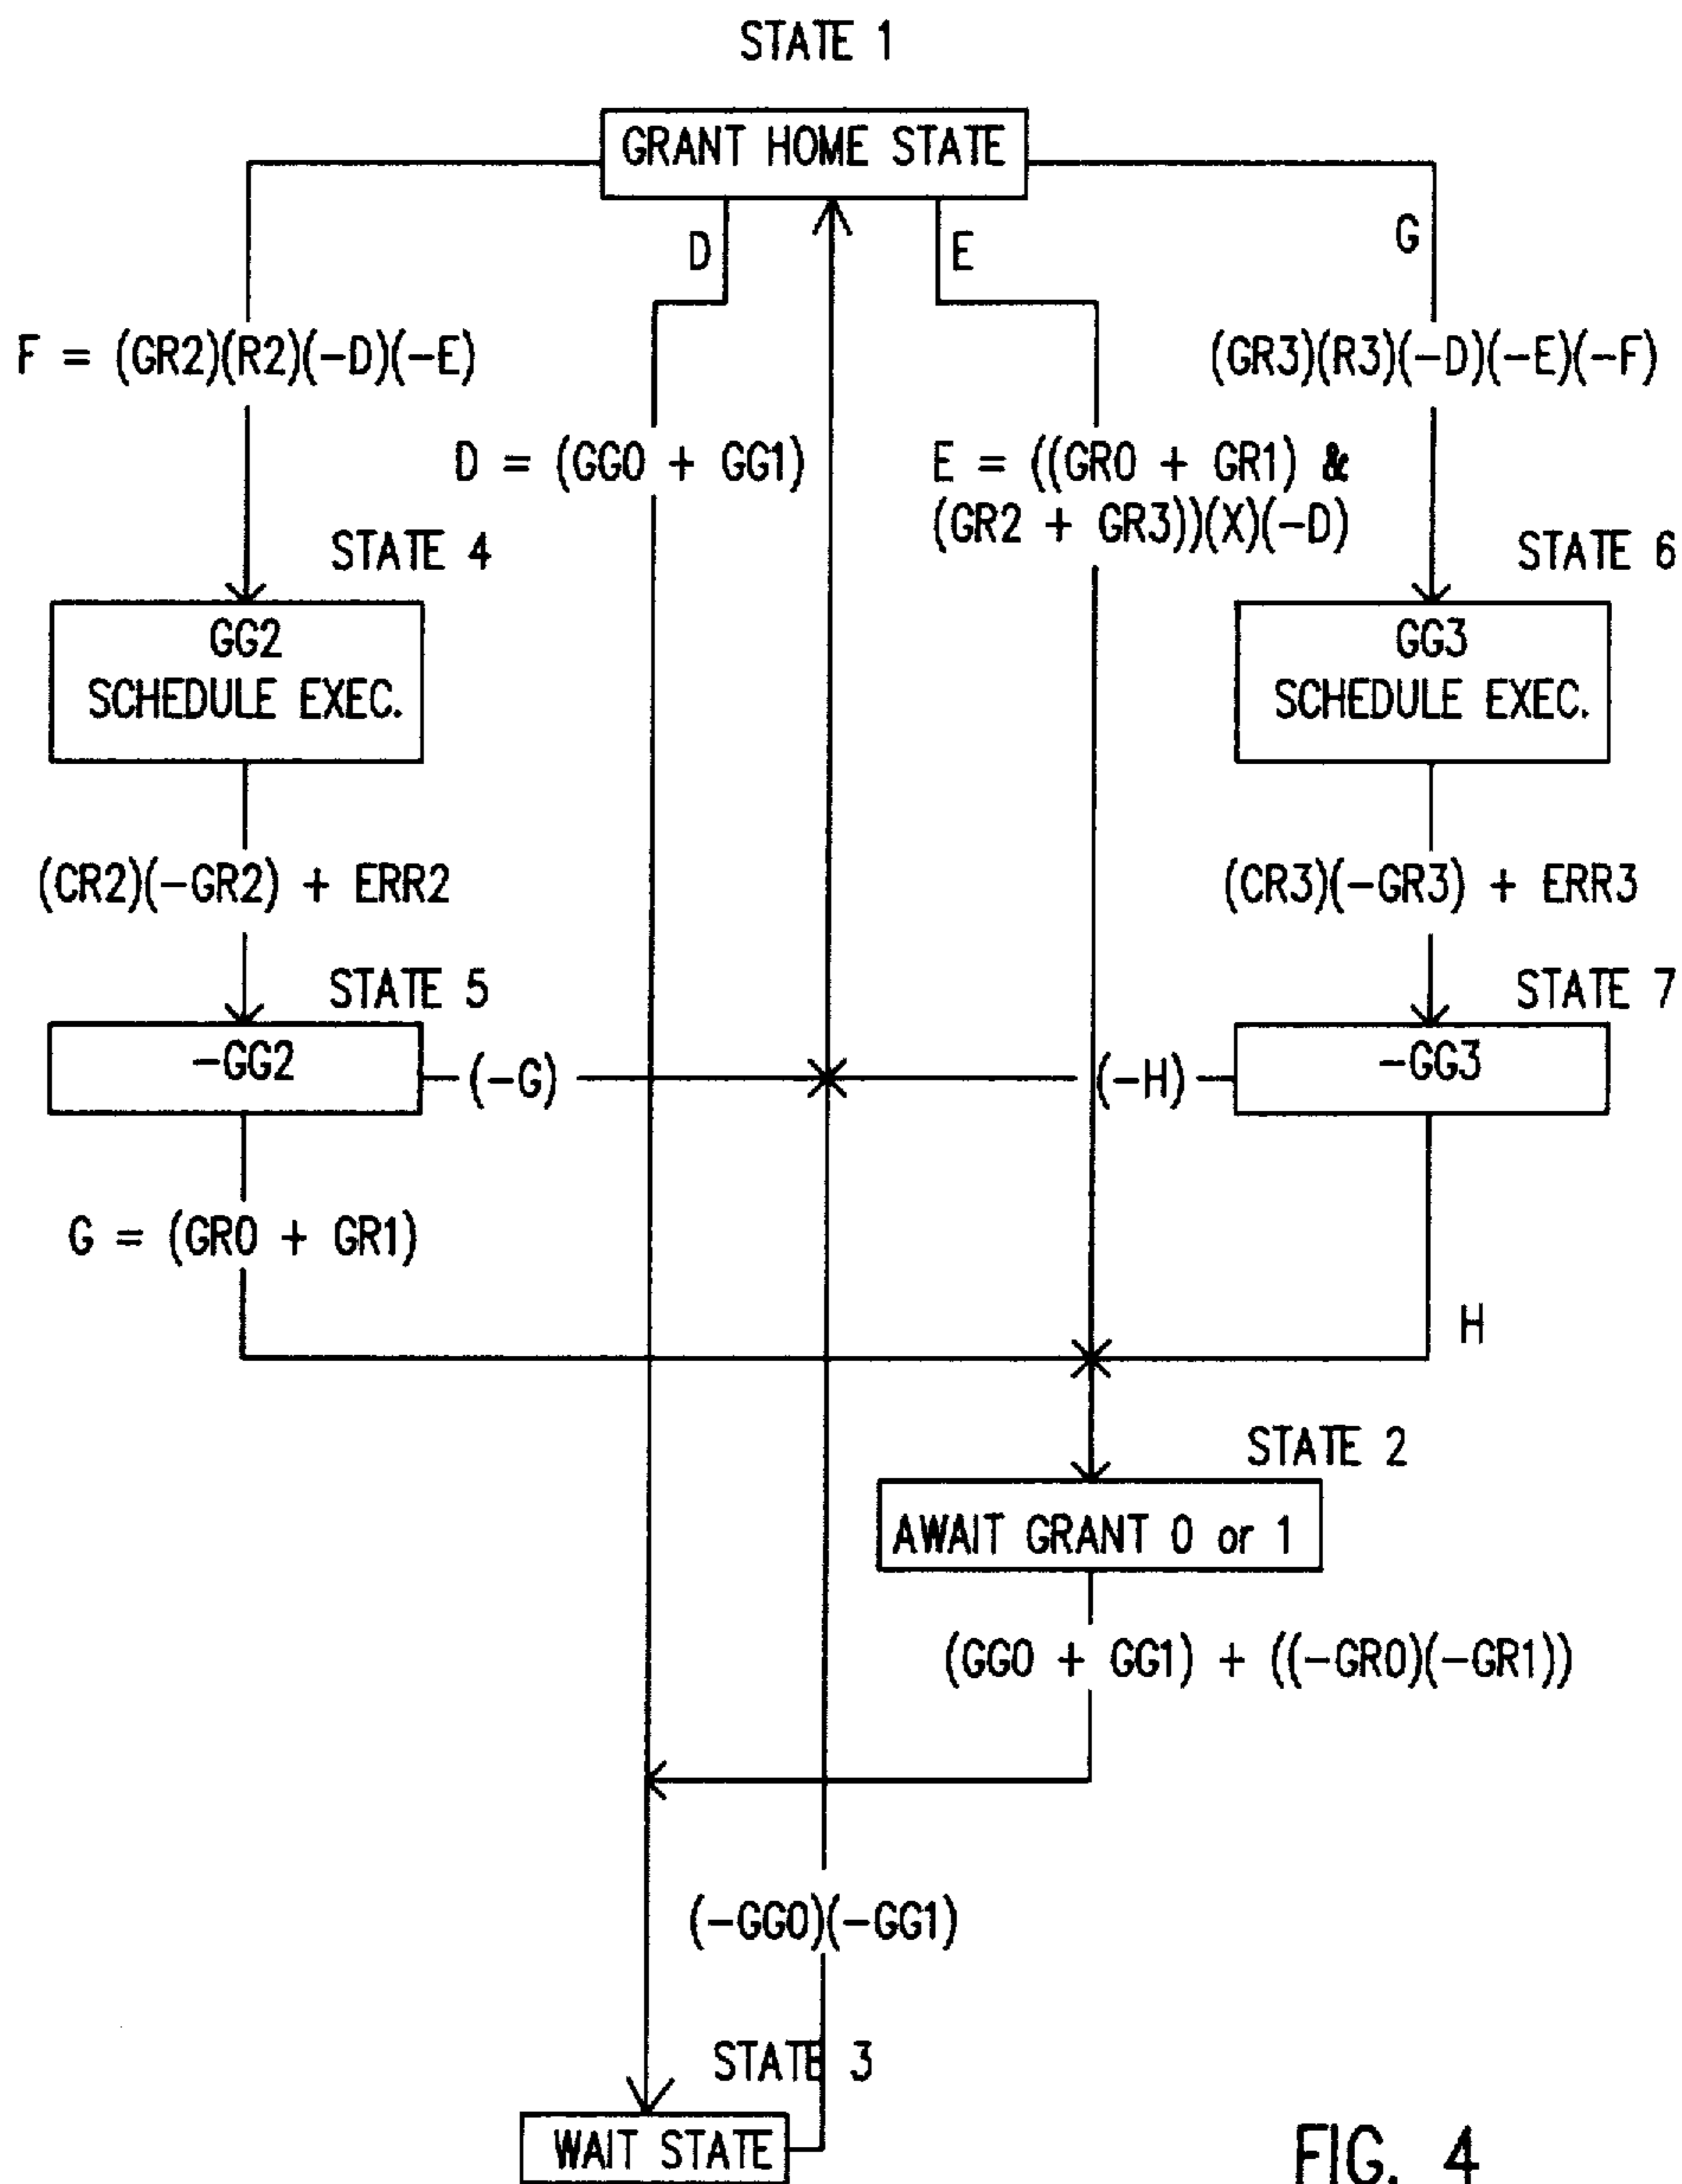 STATE 1
GRANT HOME STATE
D
E
G
F = (GR2)(R2)(-D)(-E)
(GR3)(R3)(-D)(-E)(-F)
D = (GG0 + GG1)
E = ((GR0 + GR1) &
(GR2 + GR3))(X)(-D)
STATE 4
STATE 6
GG2
SCHEDULE EXEC.
GG3
SCHEDULE EXEC.
(CR2)(-GR2) + ERR2
(CR3)(-GR3) + ERR3
STATE 5
STATE 7
-GG2
(-G)
(-H)
-GG3
G = (GR0 + GR1)
H
STATE 2
AWAIT GRANT 0 or 1
(GG0 + GG1) + ((-GR0)(-GR1))
(-GG0)(-GG1)
STATE 3
WAIT STATE
FIG. 4